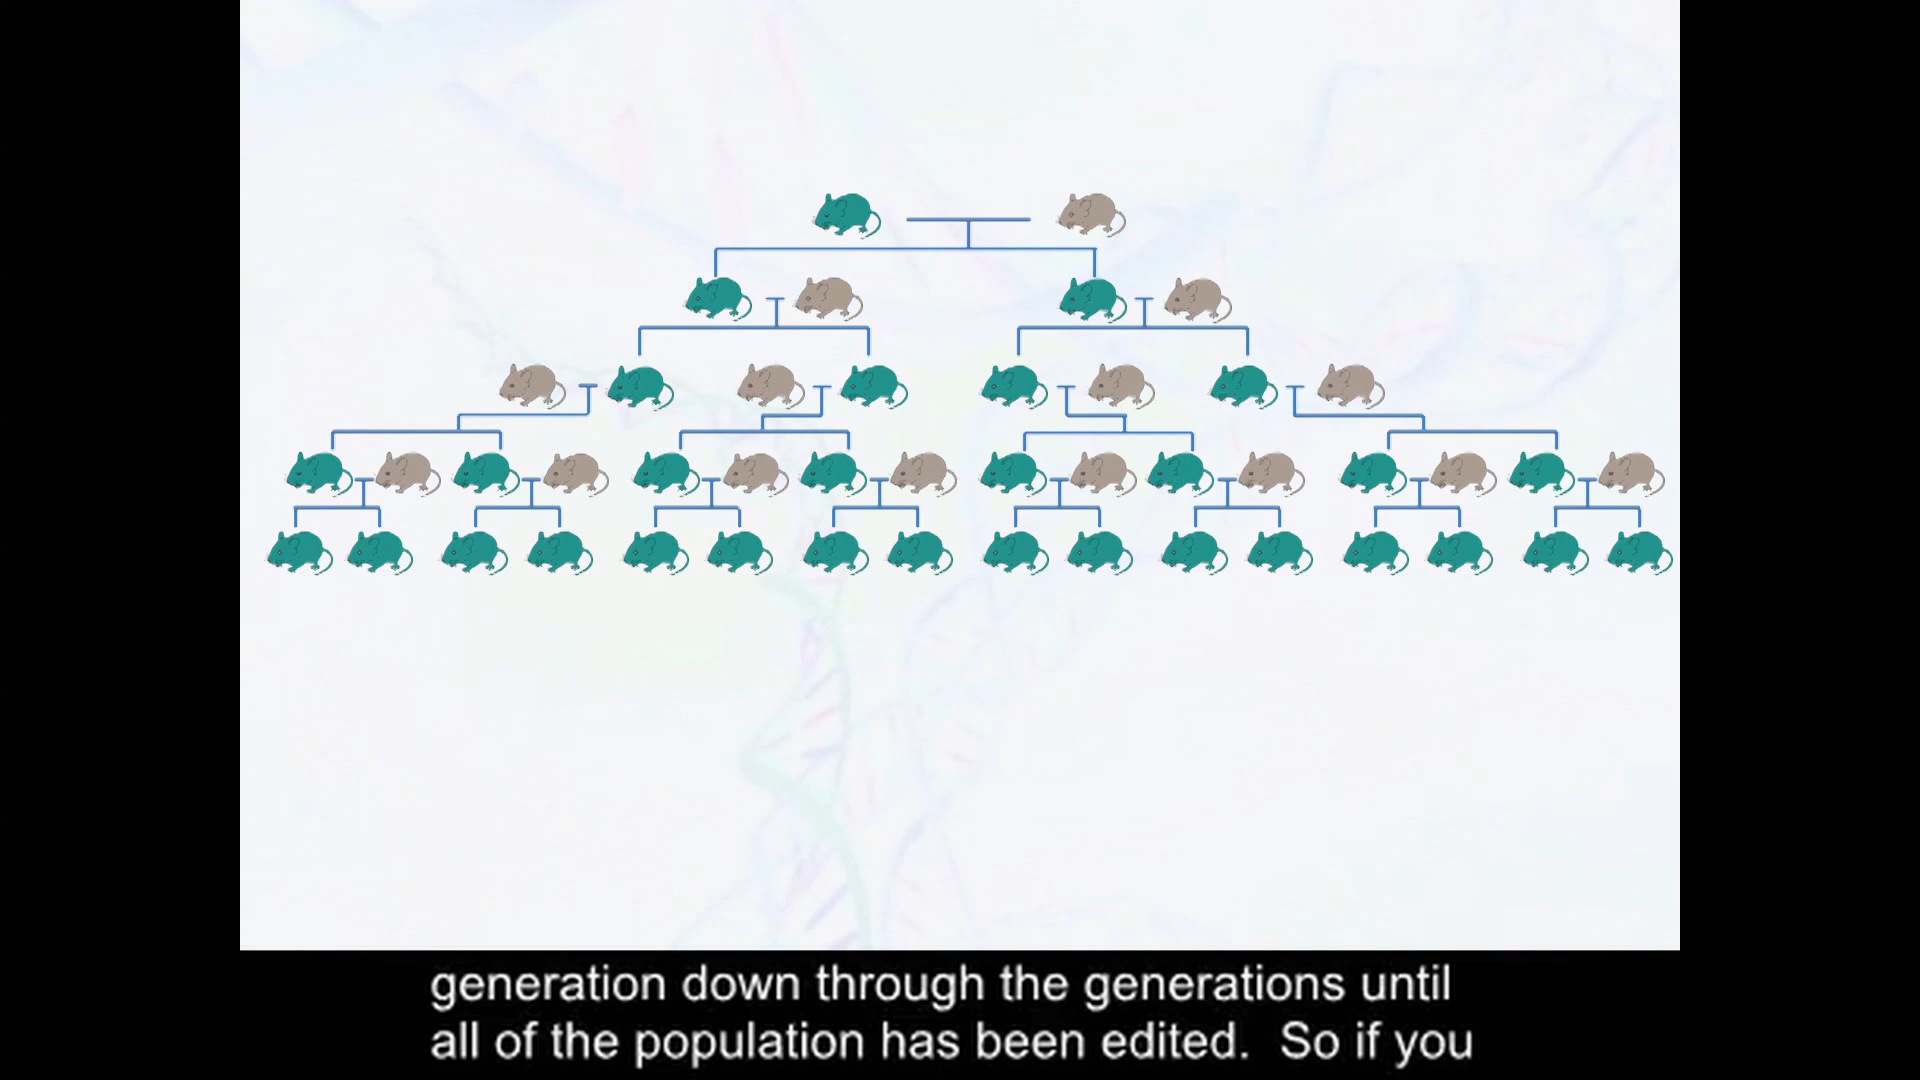 generation down through the generations until
all of the population has been edited.  So if you